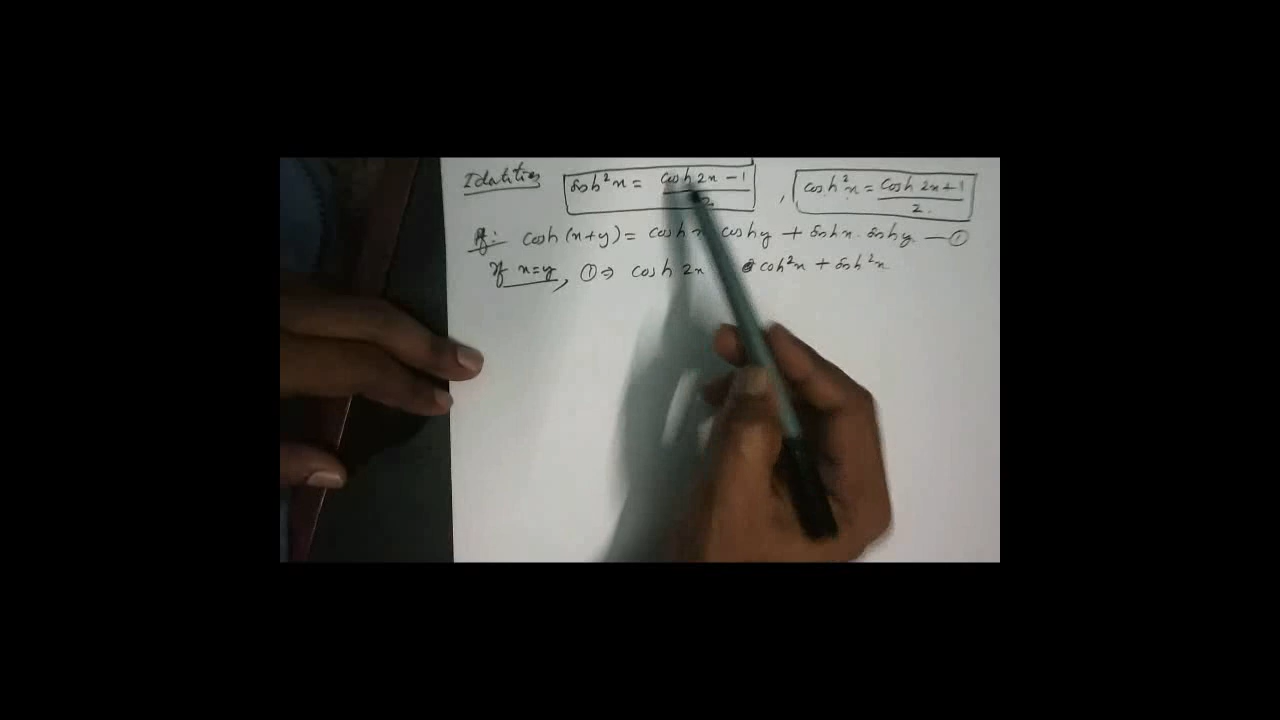 Idntities sinh²x = cosh 2x - 1 / 2 , cosh²x = cosh 2x + 1 / 2.
Pf: cosh (x+y) = cosh x cosh y + sinh x. sinh y — ①
If x=y, ① ⇒ cosh 2x cosh²x + sinh²x